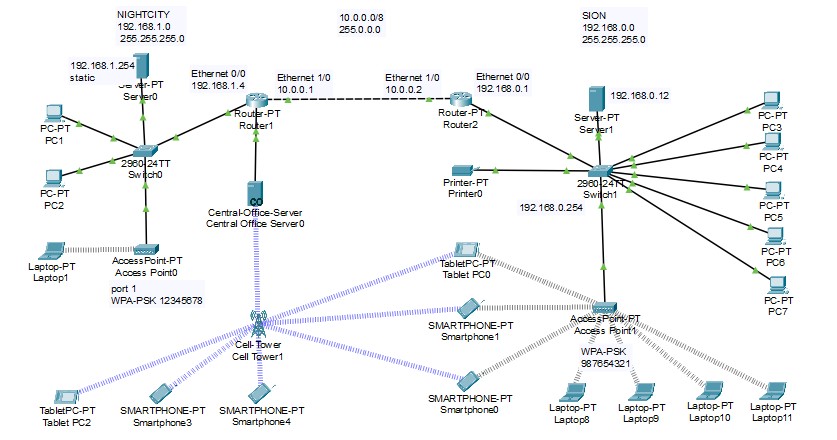 NIGHTCITY
192.168.1.0
255.255.255.0
10.0.0.0/8
255.0.0.0
SION
192.168.0.0
255.255.255.0
192.168.1.254
static
Server-PT
Server0
Ethernet 0/0
192.168.1.4
Ethernet 1/0
10.0.0.1
Ethernet 1/0
10.0.0.2
Ethernet 0/0
192.168.0.1
192.168.0.12
Router-PT
Router1
Router-PT
Router2
Server-PT
Server1
PC-PT
PC3
PC-PT
PC1
2960-24TT
Switch0
PC-PT
PC4
PC-PT
PC2
Printer-PT
Printer0
2960-24TT
Switch1
192.168.0.254
PC-PT
PC5
CO
Central-Office-Server
Central Office Server0
PC-PT
PC6
Laptop-PT
Laptop1
AccessPoint-PT
Access Point0
port 1
WPA-PSK 12345678
TabletPC-PT
Tablet PC0
PC-PT
PC7
SMARTPHONE-PT
Smartphone1
AccessPoint-PT
Access Point1
WPA-PSK
987654321
Cell-Tower
Cell Tower1
TabletPC-PT
Tablet PC2
SMARTPHONE-PT
Smartphone3
SMARTPHONE-PT
Smartphone4
SMARTPHONE-PT
Smartphone0
Laptop-PT
Laptop8
Laptop-PT
Laptop9
Laptop-PT
Laptop10
Laptop-PT
Laptop11